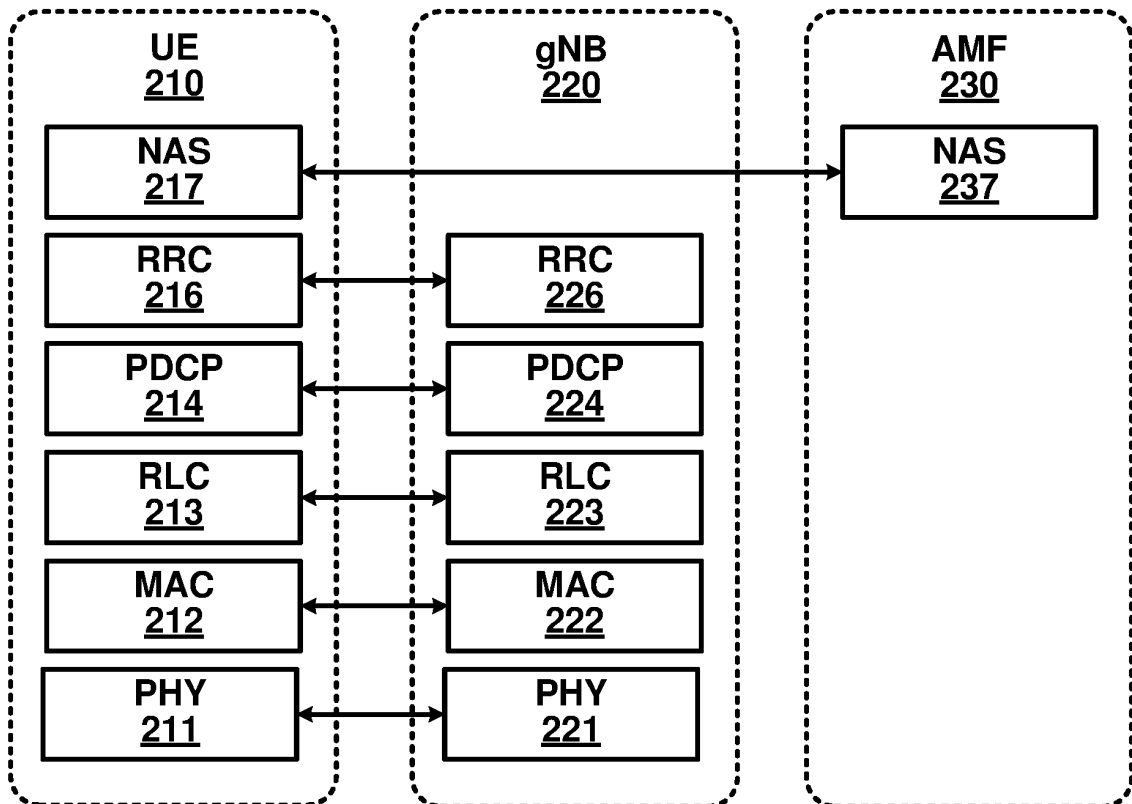 UE
210
gNB
220
AMF
230
NAS
217
NAS
237
RRC
216
RRC
226
PDCP
214
PDCP
224
RLC
213
RLC
223
MAC
212
MAC
222
PHY
211
PHY
221